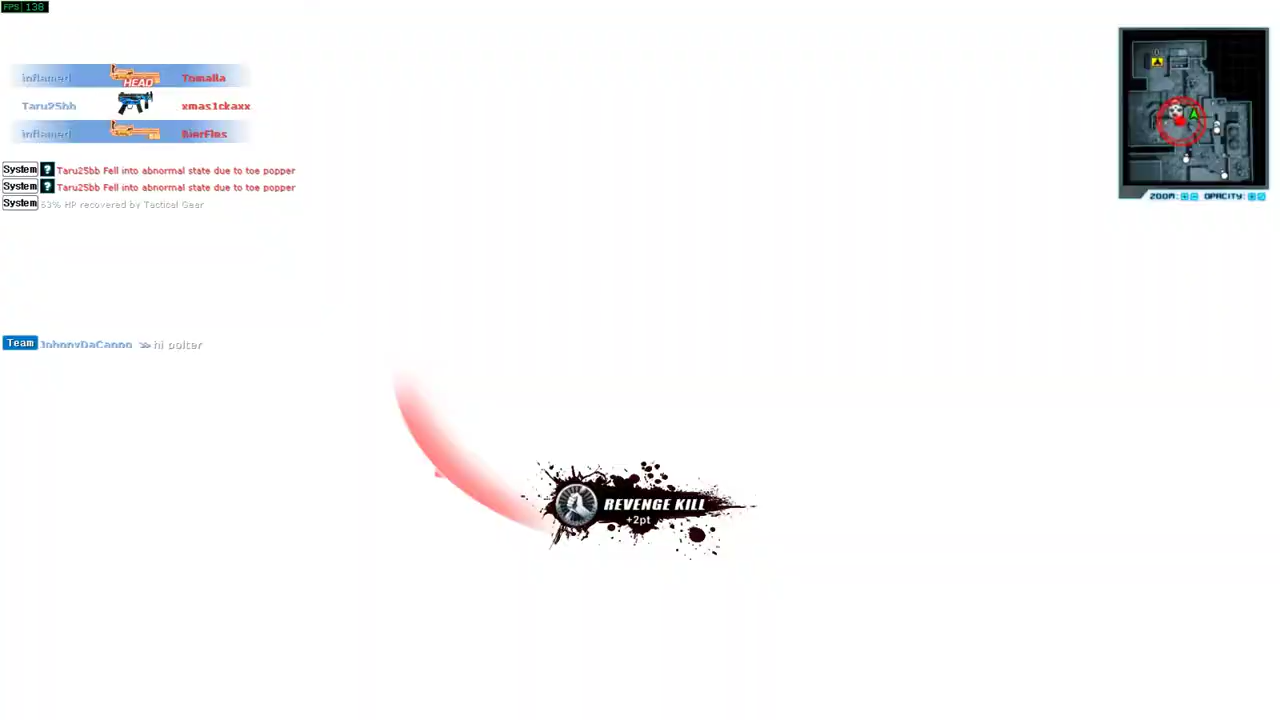 FPS 138
inflamed HEAD Tomalla
Taru25bb xmas1ckaxx
inflamed BierFles
System ? Taru25bb Fell into abnormal state due to toe popper
System ? Taru25bb Fell into abnormal state due to toe popper
System 63% HP recovered by Tactical Gear
Team JohnnyDaCanno >> hi polter
REVENGE KILL
+2pt
A
ZOOM: + - OPACITY: